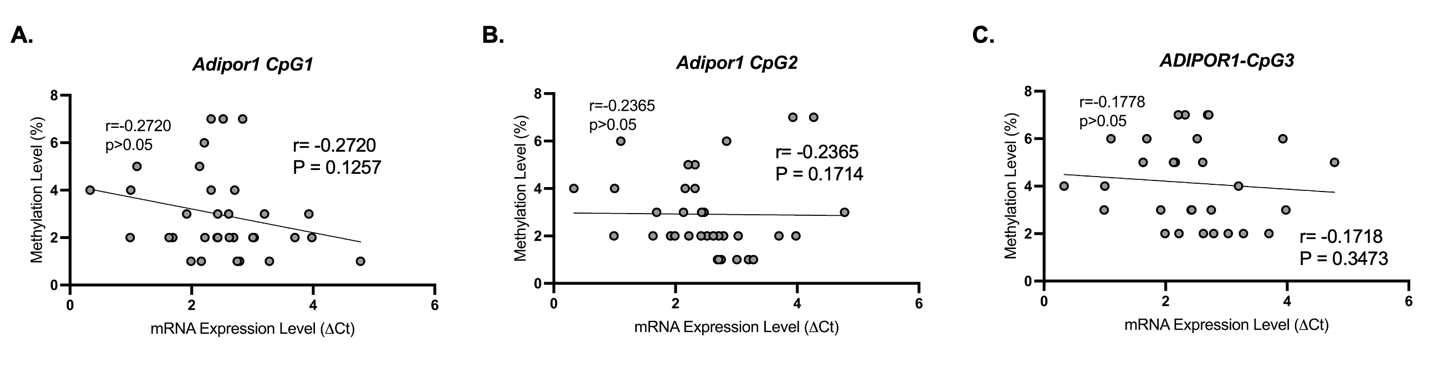 A.
Adipor1 CpG1
r=-0.2720
p>0.05
r= -0.2720
P = 0.1257
Methylation Level (%)
8
6
4
2
0
0 2 4 6
mRNA Expression Level (ΔCt)
B.
Adipor1 CpG2
r=-0.2365
p>0.05
r= -0.2365
P = 0.1714
Methylation Level (%)
8
6
4
2
0
0 2 4 6
mRNA Expression Level (ΔCt)
C.
ADIPOR1-CpG3
r=-0.1778
p>0.05
r= -0.1718
P = 0.3473
Methylation Level (%)
8
6
4
2
0
0 2 4 6
mRNA Expression Level (ΔCt)